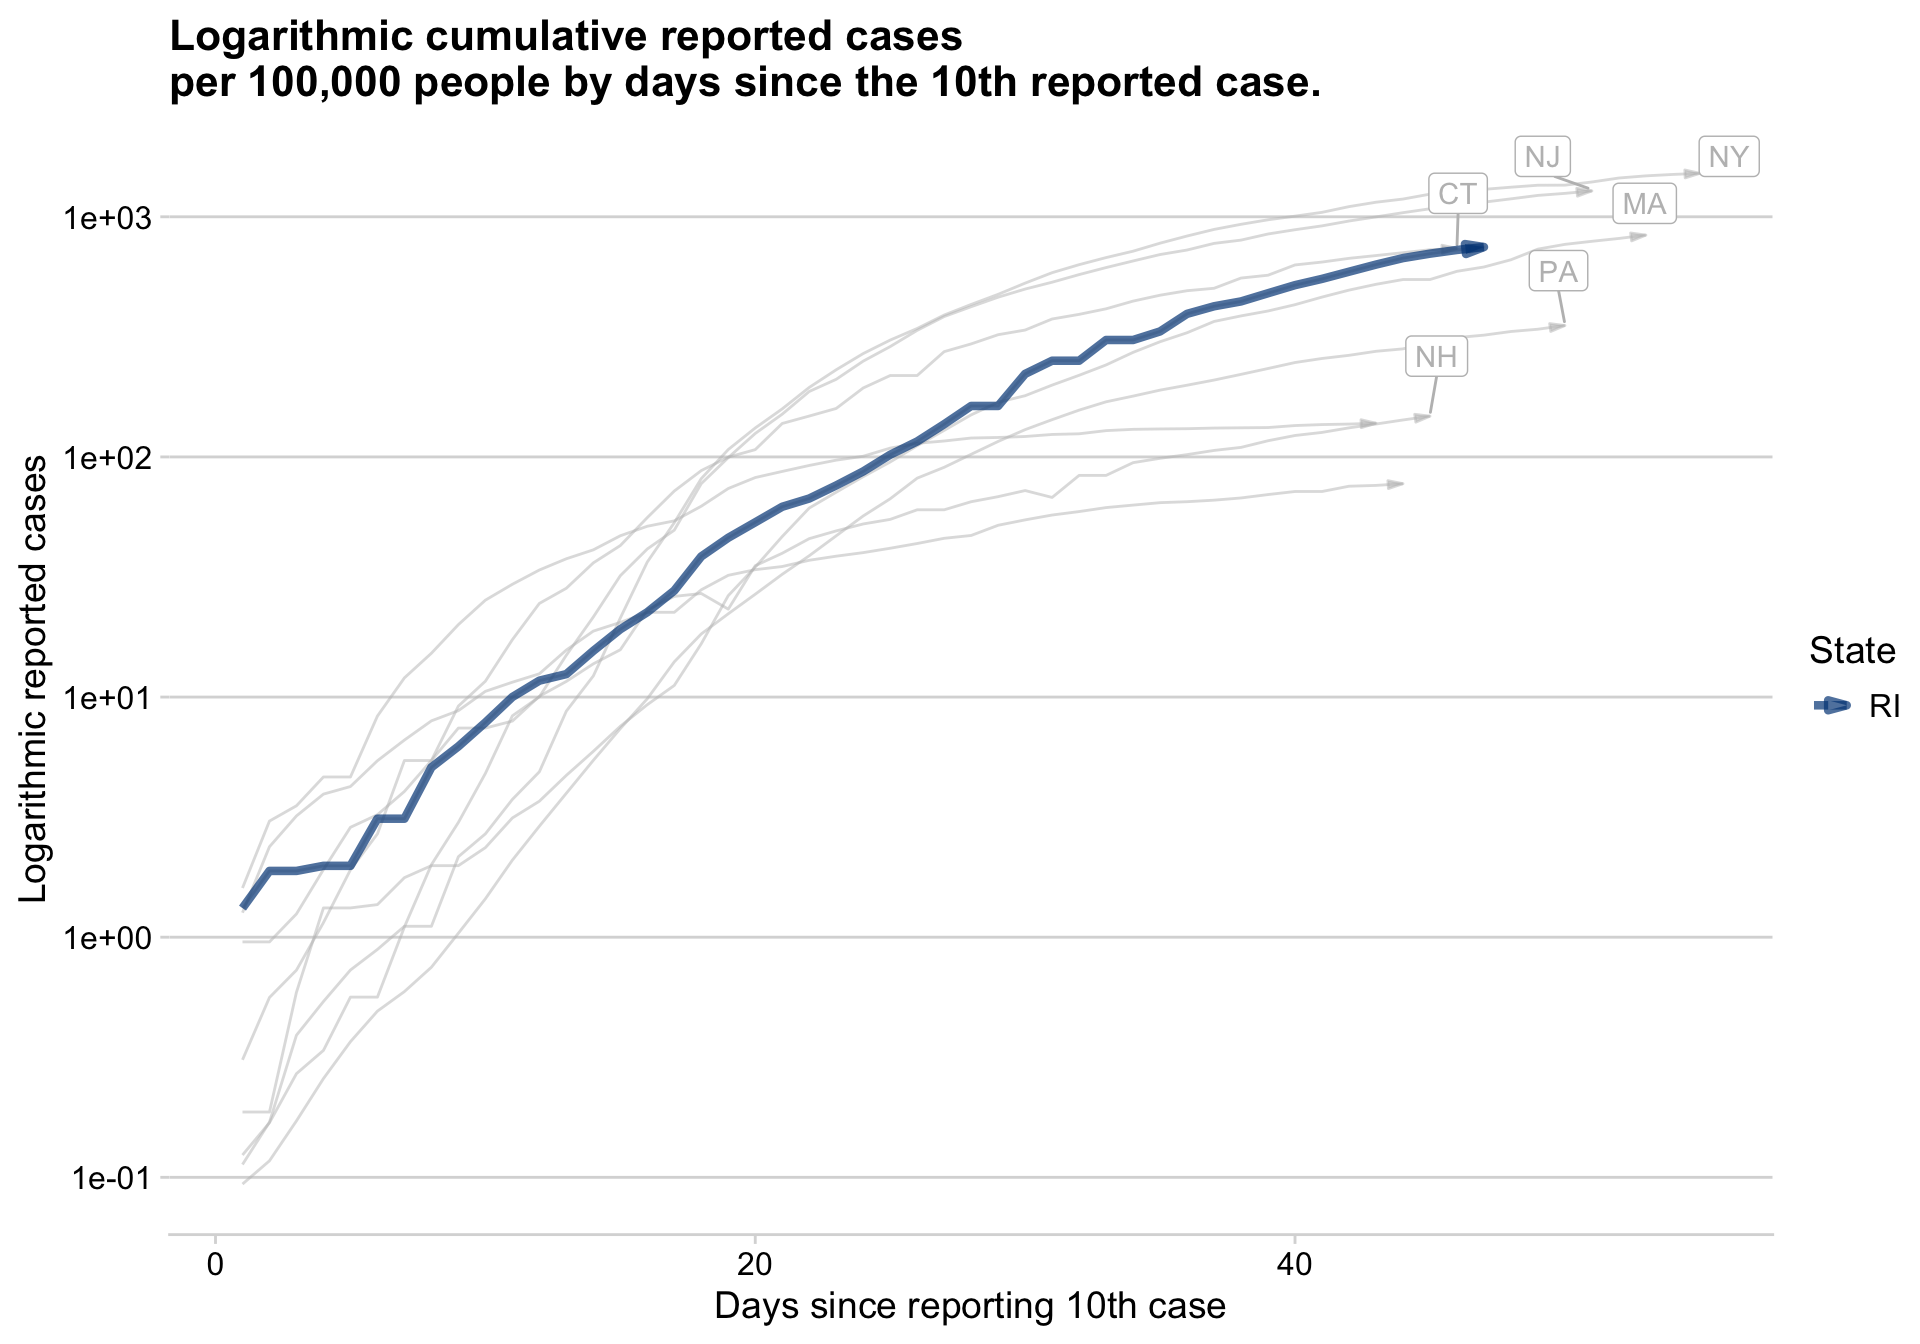 Logarithmic cumulative reported cases
per 100,000 people by days since the 10th reported case.
NJ
NY
CT
MA
PA
NH
1e+03
1e+02
1e+01
1e+00
1e-01
Logarithmic reported cases
0
20
40
Days since reporting 10th case
State
RI